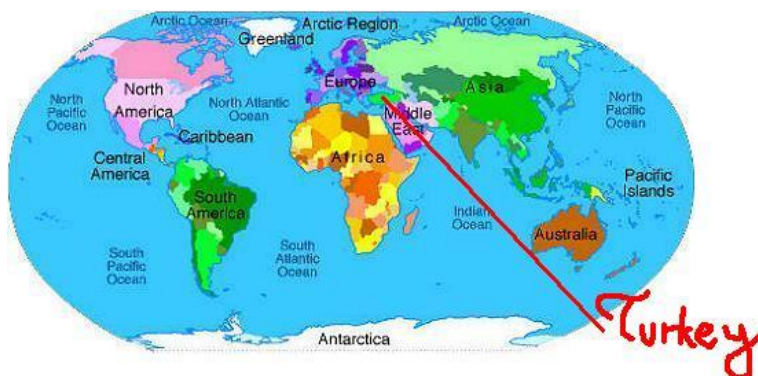 Arctic Ocean
Arctic Region
Arctic Ocean
Greenland
North
America
Europe
Asia
North
Pacific
Ocean
North Atlantic
Ocean
Middle
East
North
Pacific
Ocean
Caribbean
Central
America
Africa
Pacific
Islands
South
America
Indian
Ocean
Australia
South
Pacific
Ocean
South
Atlantic
Ocean
Turkey
Antarctica